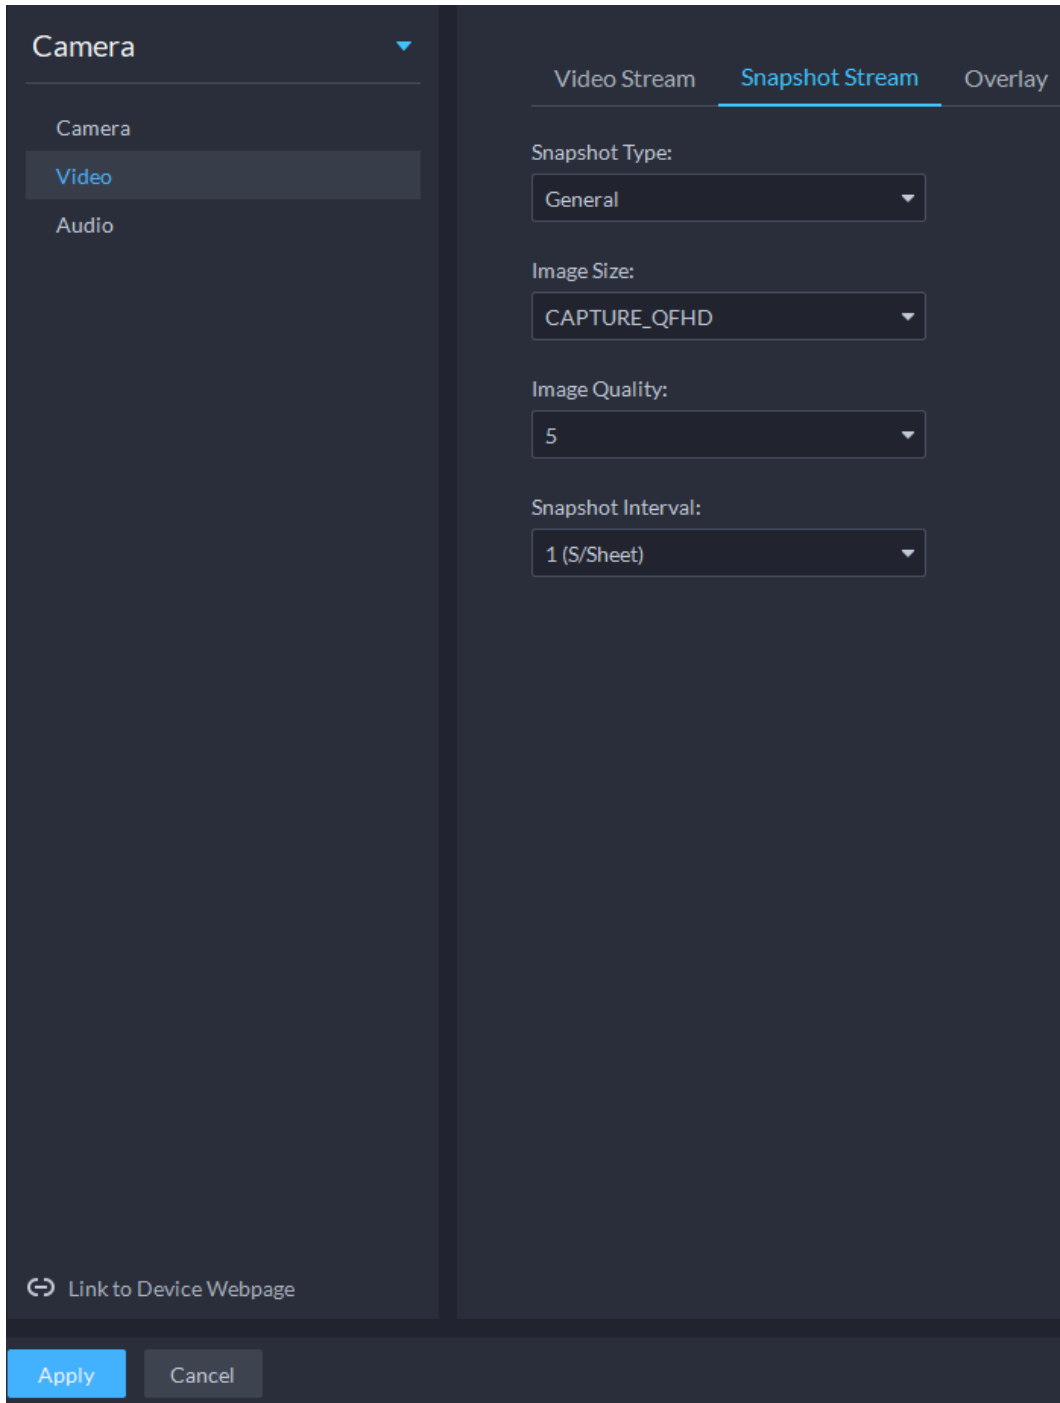 Camera
Camera
Video
Audio
Link to Device Webpage
Video Stream Snapshot Stream Overlay
Snapshot Type:
General
Image Size:
CAPTURE_QFHD
Image Quality:
5
Snapshot Interval:
1 (S/Sheet)
Apply Cancel